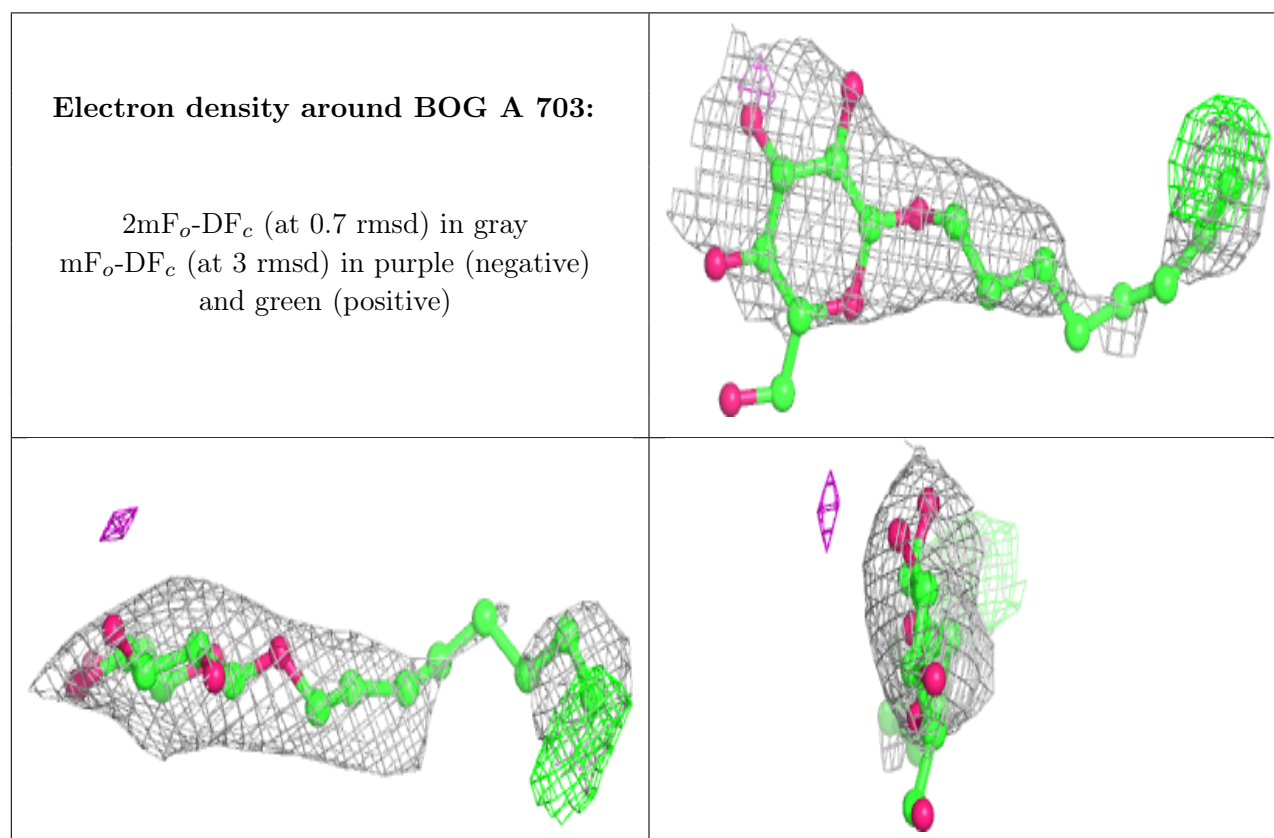 Electron density around BOG A 703:
2mFo-DFc (at 0.7 rmsd) in gray
mFo-DFc (at 3 rmsd) in purple (negative)
and green (positive)